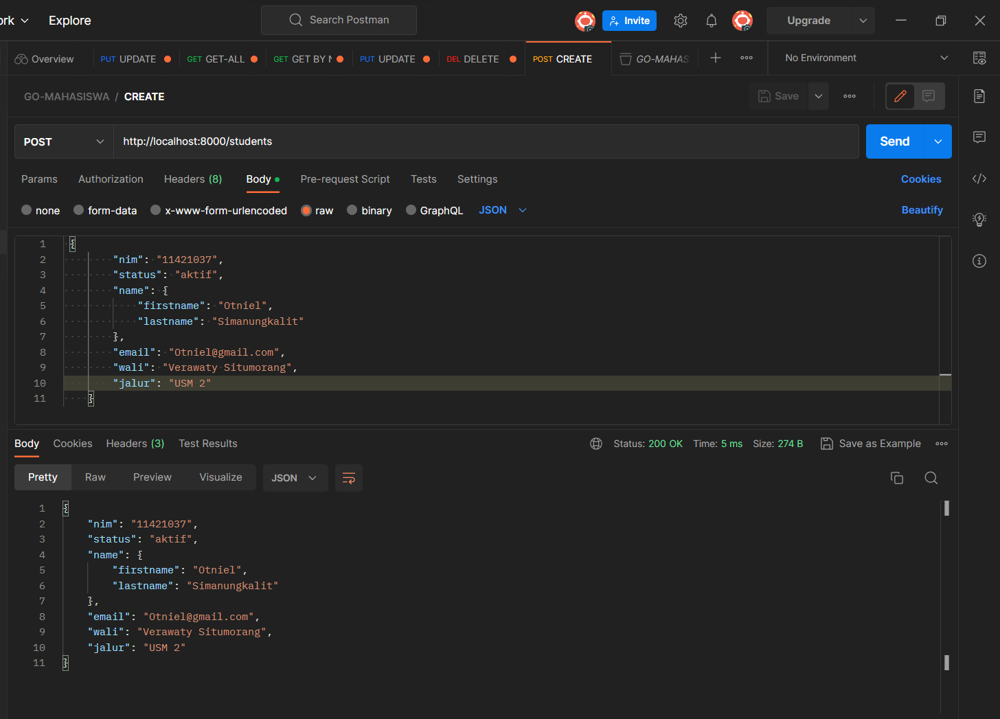 ork Explore Search Postman Invite Upgrade
Overview PUT UPDATE GET GET-ALL GET GET BY N PUT UPDATE DEL DELETE POST CREATE GO-MAHAS No Environment
GO-MAHASISWA / CREATE Save
POST http://localhost:8000/students Send
Params Authorization Headers (8) Body Pre-request Script Tests Settings Cookies
none form-data x-www-form-urlencoded raw binary GraphQL JSON Beautify
1 {
2 "nim": "11421037",
3 "status": "aktif",
4 "name": {
5 "firstname": "Otniel",
6 "lastname": "Simanungkalit"
7 },
8 "email": "Otniel@gmail.com",
9 "wali": "Verawaty Situmorang",
10 "jalur": "USM 2"
11 }
Body Cookies Headers (3) Test Results Status: 200 OK Time: 5 ms Size: 274 B Save as Example
Pretty Raw Preview Visualize JSON
1 {
2 "nim": "11421037",
3 "status": "aktif",
4 "name": {
5 "firstname": "Otniel",
6 "lastname": "Simanungkalit"
7 },
8 "email": "Otniel@gmail.com",
9 "wali": "Verawaty Situmorang",
10 "jalur": "USM 2"
11 }